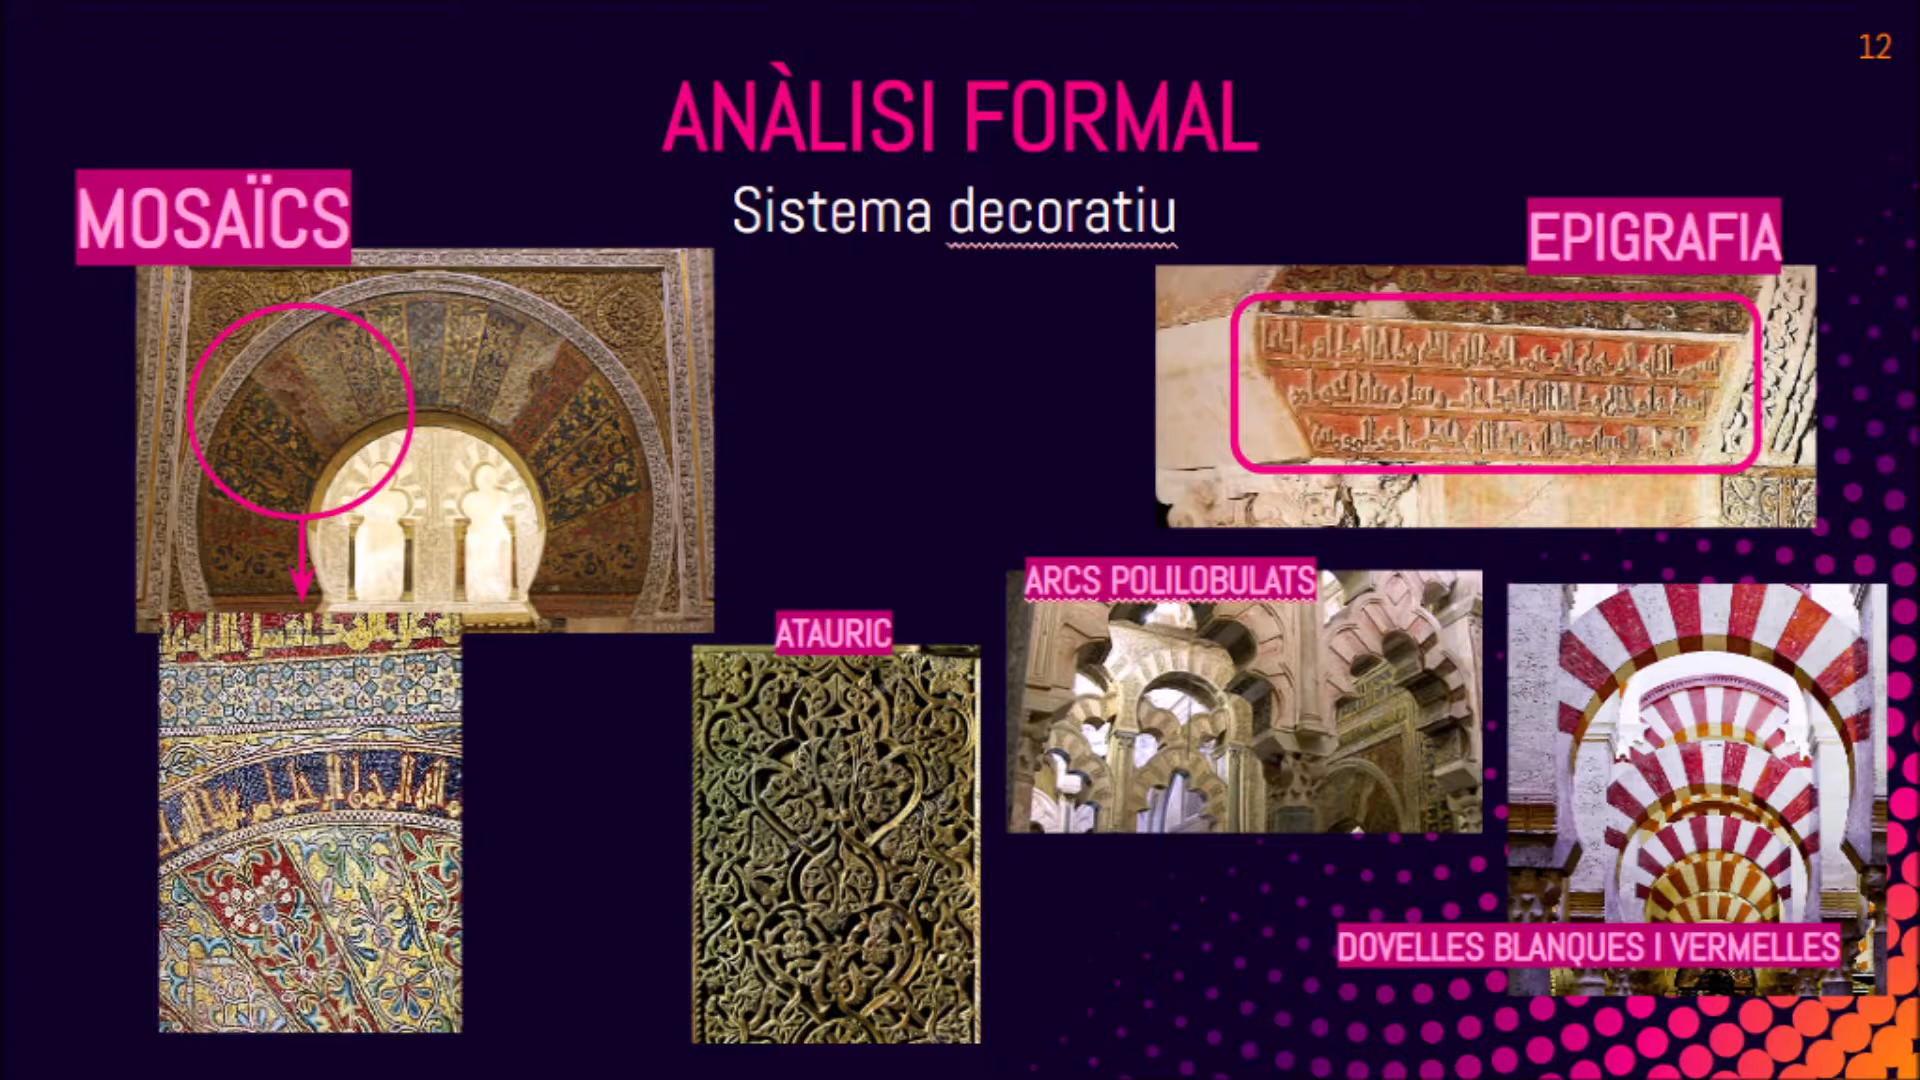 12
ANÀLISI FORMAL
Sistema decoratiu
MOSAÏCS
EPIGRAFIA
ARCS POLILOBULATS
ATAURIC
DOVELLES BLANQUES I VERMELLES